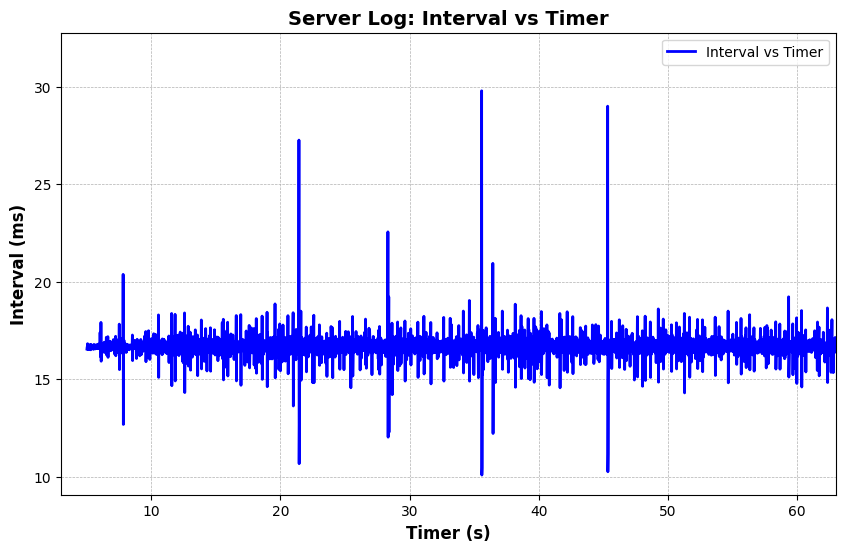 Server Log: Interval vs Timer
Interval vs Timer
Interval (ms)
30
25
20
15
10
10 20 30 40 50 60
Timer (s)